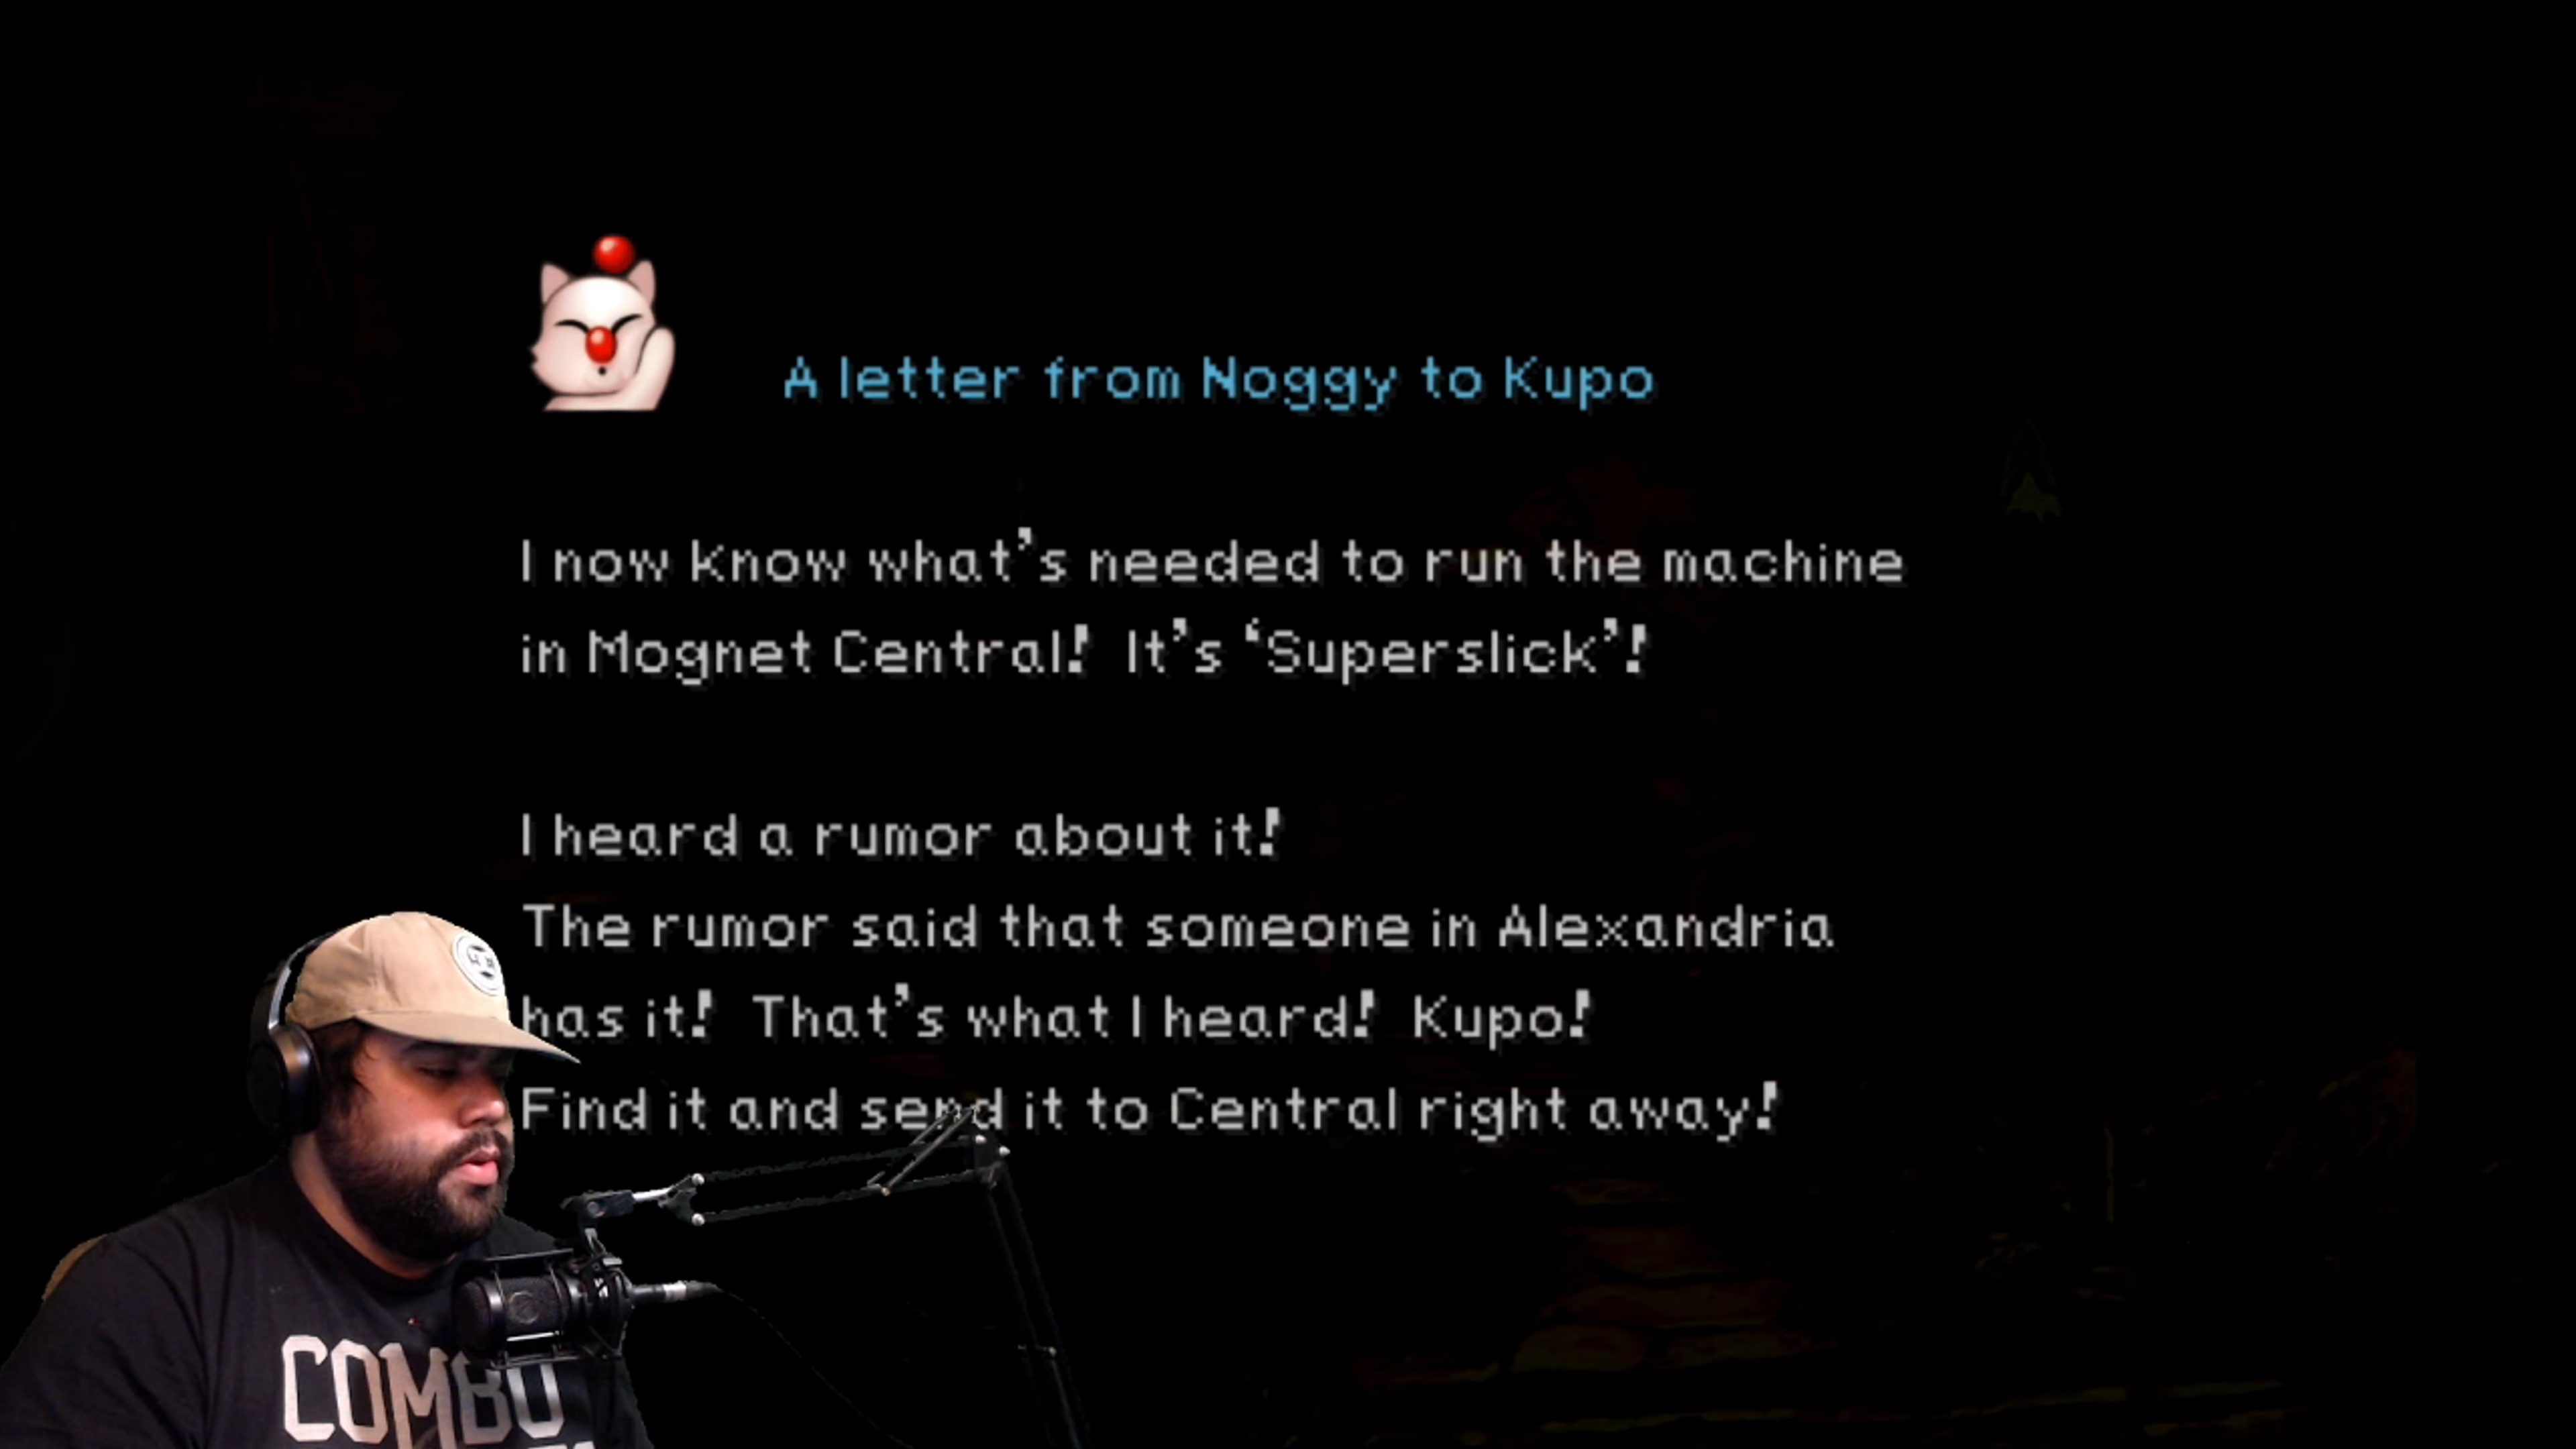 A letter from Noggy to Kupo
I now know what's needed to run the machine
in Mognet Central! It's ‘Superslick’!
I heard a rumor about it!
The rumor said that someone in Alexandria
has it! That's what I heard! Kupo!
Find it and send it to Central right away!
COMBO